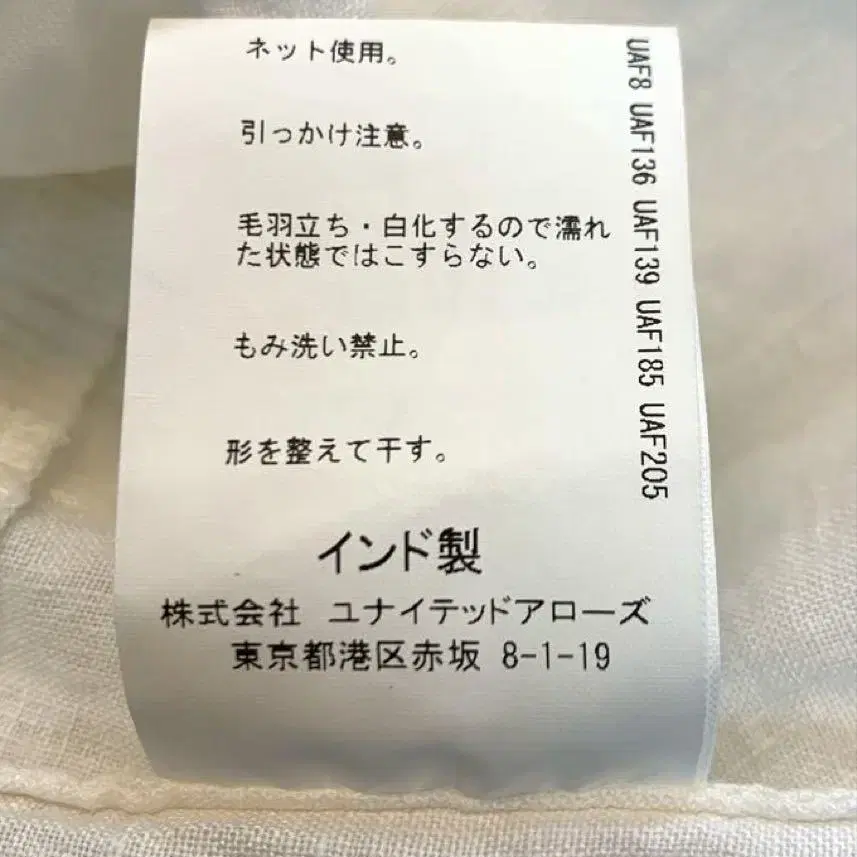 ネット使用。
引っかけ注意。
毛羽立ち・白化するので濡れ
た状態ではこすらない。
もみ洗い禁止。
形を整えて干す。
インド製
株式会社 ユナイテッドアローズ
東京都港区赤坂 8-1-19
UAF8 UAF136 UAF139 UAF185 UAF205